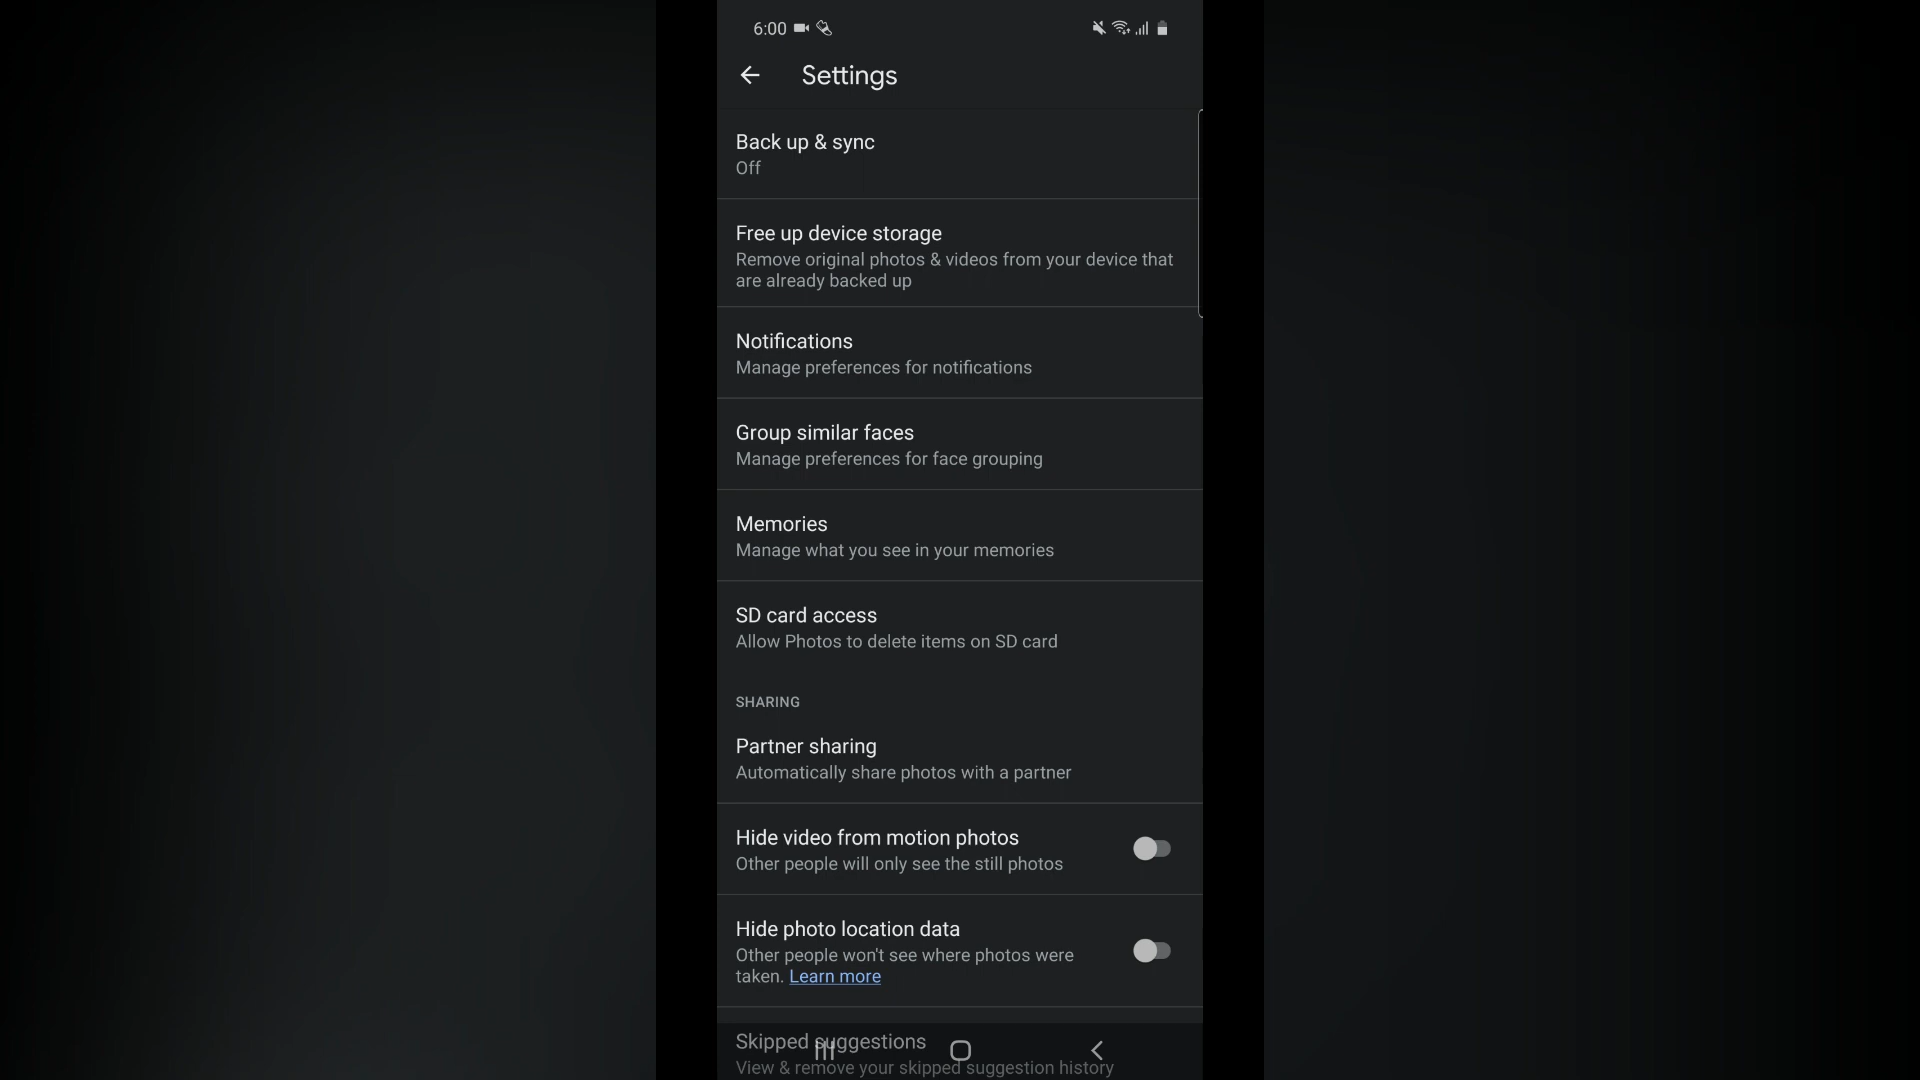 6:00
Settings
Back up & sync
Off
Free up device storage
Remove original photos & videos from your device that
are already backed up
Notifications
Manage preferences for notifications
Group similar faces
Manage preferences for face grouping
Memories
Manage what you see in your memories
SD card access
Allow Photos to delete items on SD card
SHARING
Partner sharing
Automatically share photos with a partner
Hide video from motion photos
Other people will only see the still photos
Hide photo location data
Other people won't see where photos were
taken. Learn more
Skipped suggestions
View & remove your skipped suggestion history